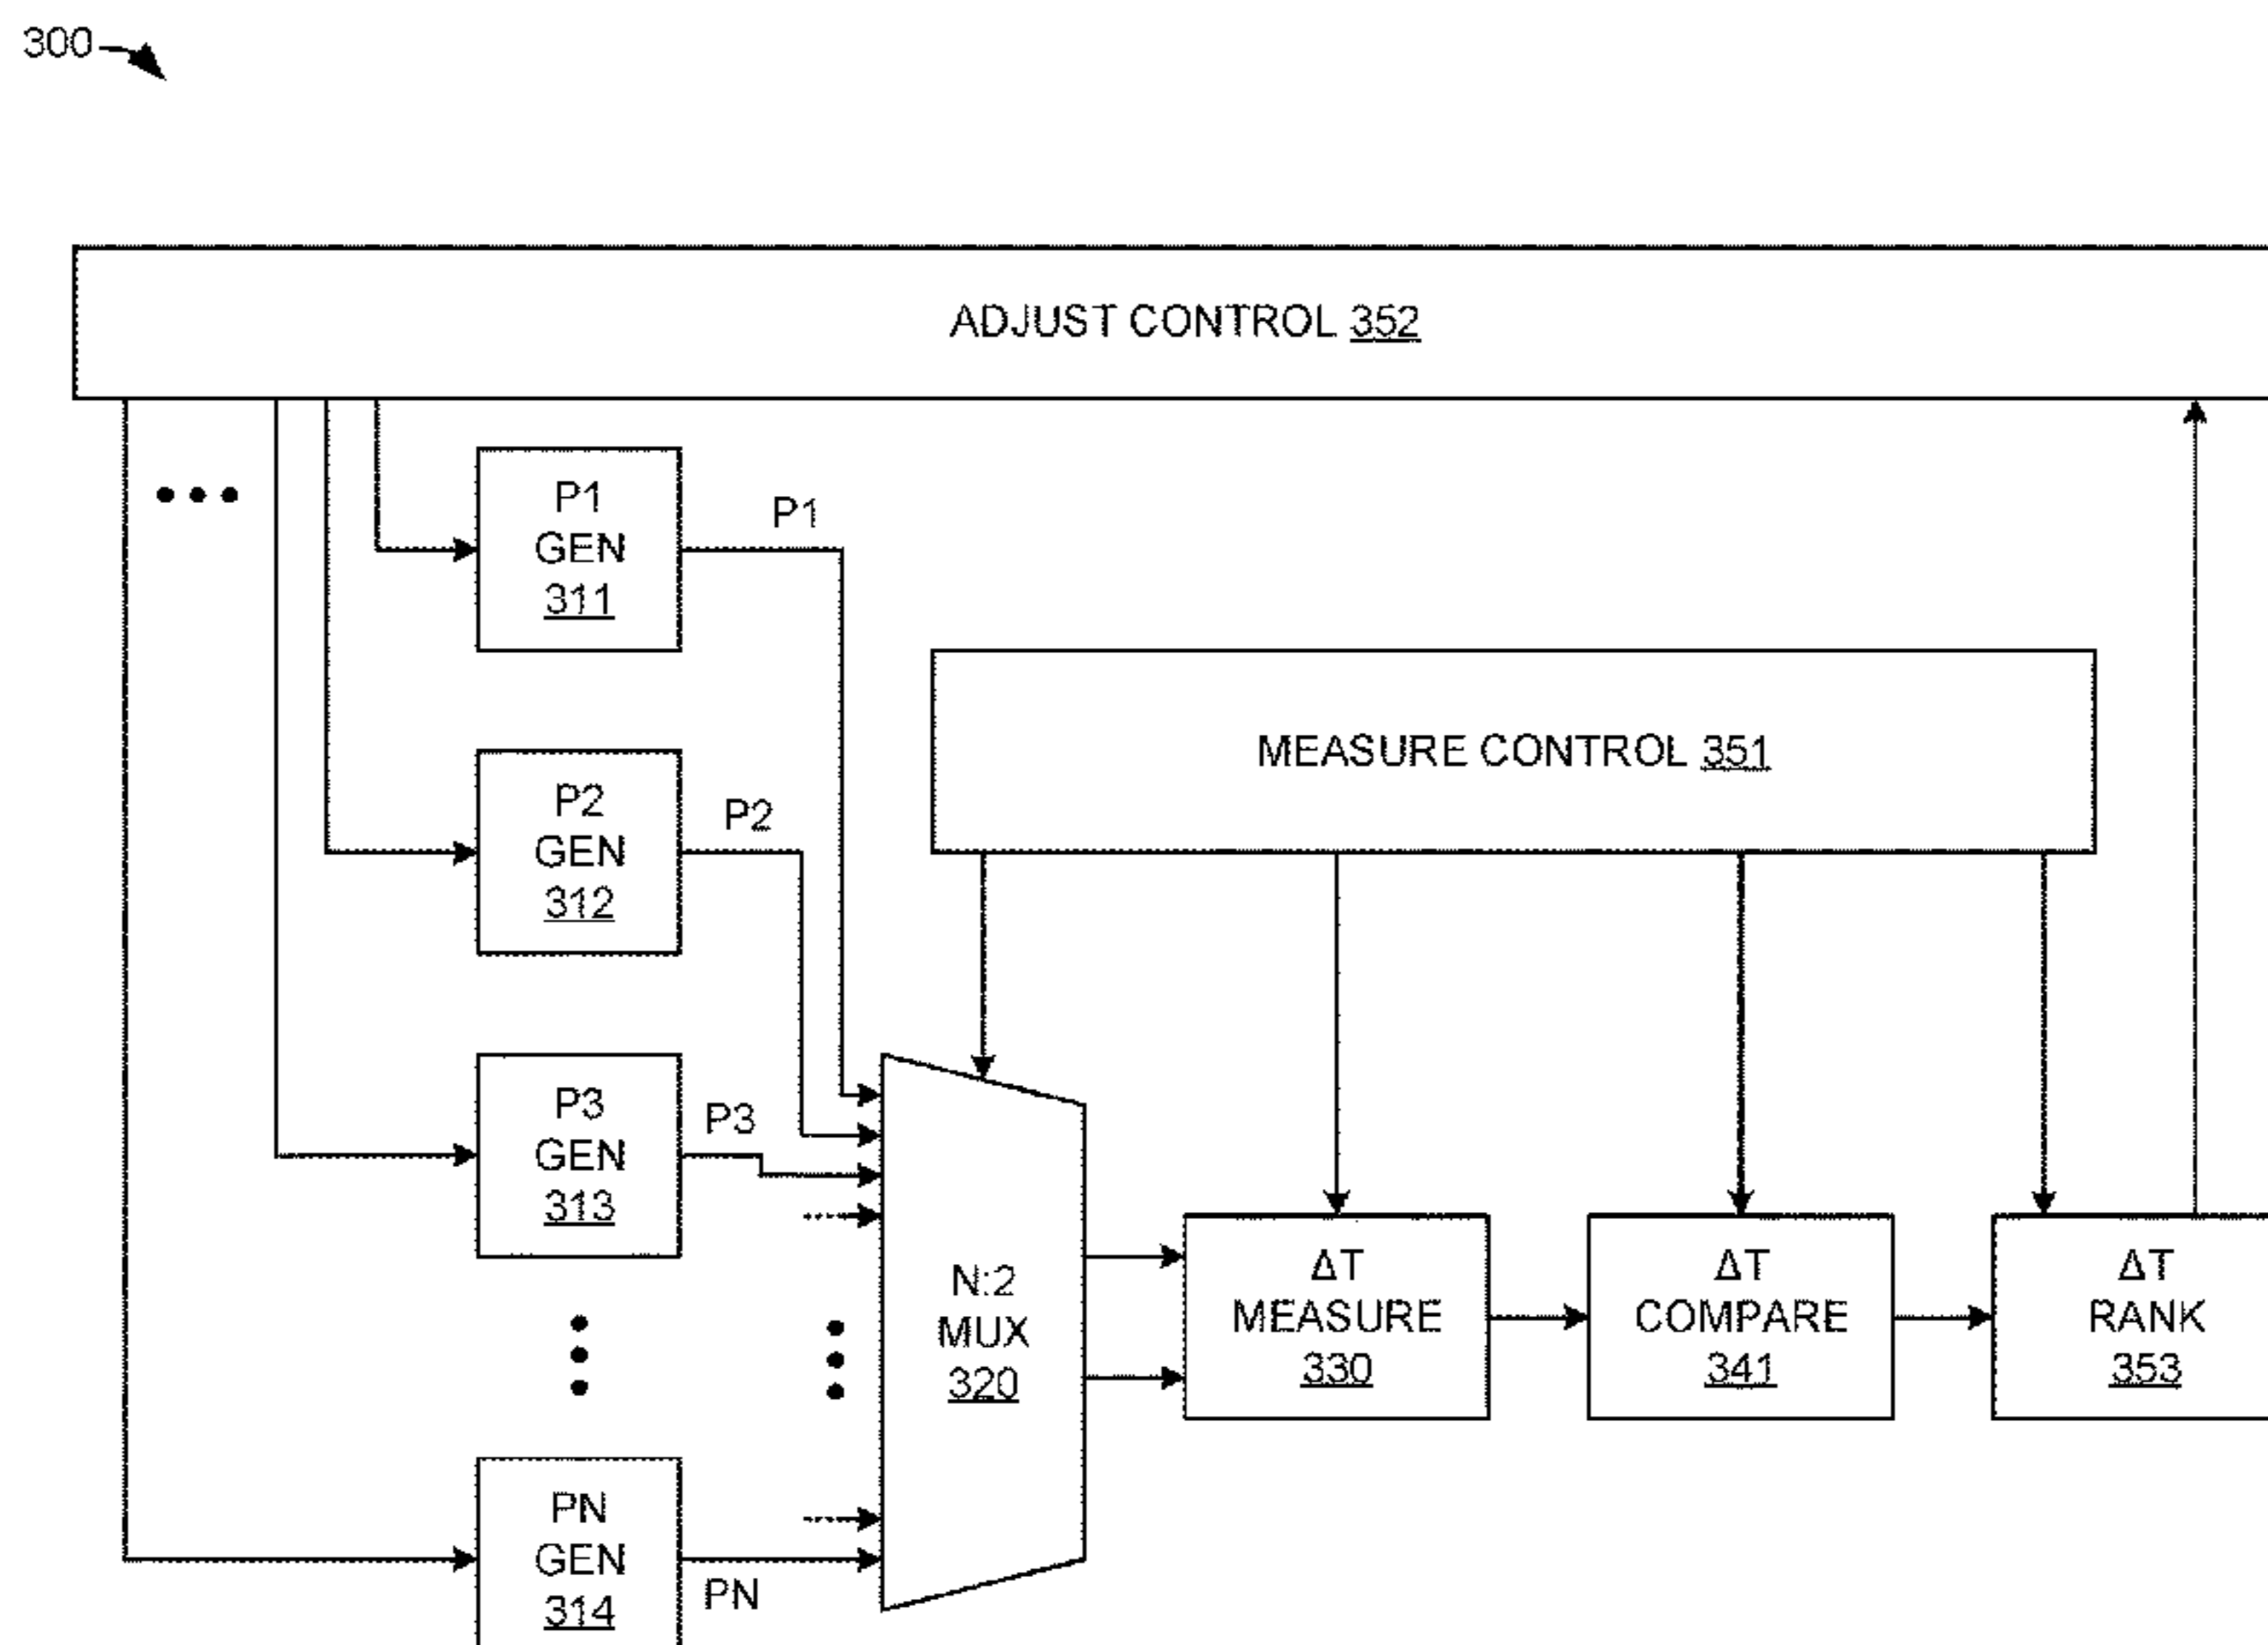 300
ADJUST CONTROL 352
P1
GEN
311
P1
P2
GEN
312
P2
MEASURE CONTROL 351
P3
GEN
313
P3
N:2
MUX
320
ΔT
MEASURE
330
ΔT
COMPARE
341
ΔT
RANK
353
PN
GEN
314
PN